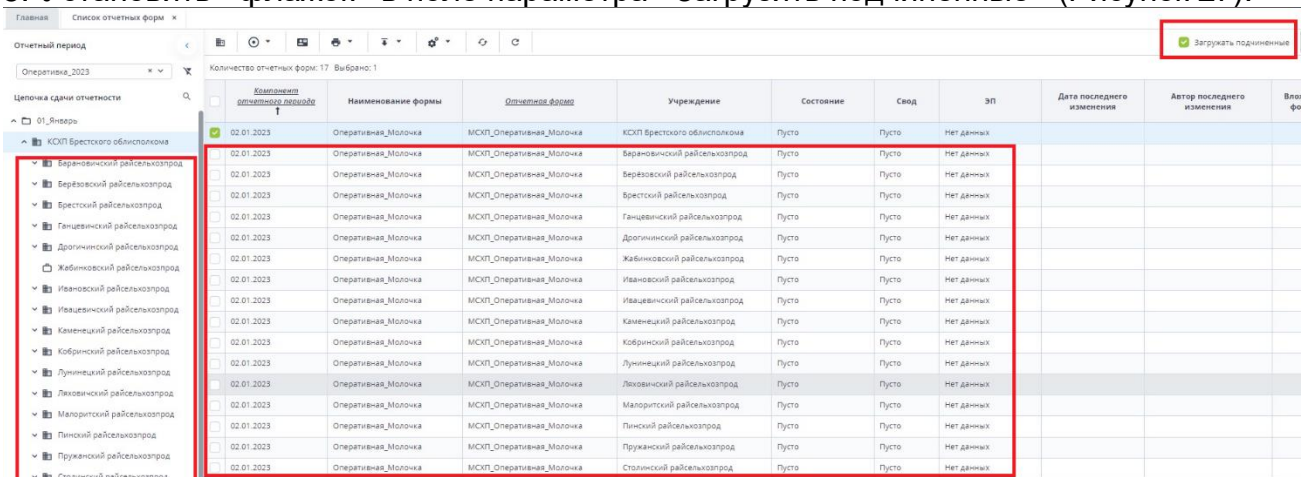 Главная Список отчетных форм ×
Отчетный период
Загружать подчиненные
Оперативка_2023
Количество отчетных форм: 17 Выбрано: 1
Цепочка сдачи отчетности
Компонент отчетного периода Наименование формы Отчетная форма Учреждение Состояние Свод ЭП Дата последнего изменения Автор последнего изменения
01_Январь
КСХП Брестского облисполкома
02.01.2023 Оперативная_Молочка МСХП_Оперативная_Молочка КСХП Брестского облисполкома Пусто Пусто Нет данных
Барановичский райсельхозпрод
02.01.2023 Оперативная_Молочка МСХП_Оперативная_Молочка Барановичский райсельхозпрод Пусто Пусто Нет данных
Берёзовский райсельхозпрод
02.01.2023 Оперативная_Молочка МСХП_Оперативная_Молочка Берёзовский райсельхозпрод Пусто Пусто Нет данных
Брестский райсельхозпрод
02.01.2023 Оперативная_Молочка МСХП_Оперативная_Молочка Брестский райсельхозпрод Пусто Пусто Нет данных
Ганцевичский райсельхозпрод
02.01.2023 Оперативная_Молочка МСХП_Оперативная_Молочка Ганцевичский райсельхозпрод Пусто Пусто Нет данных
Дрогичинский райсельхозпрод
02.01.2023 Оперативная_Молочка МСХП_Оперативная_Молочка Дрогичинский райсельхозпрод Пусто Пусто Нет данных
Жабинковский райсельхозпрод
02.01.2023 Оперативная_Молочка МСХП_Оперативная_Молочка Жабинковский райсельхозпрод Пусто Пусто Нет данных
Ивановский райсельхозпрод
02.01.2023 Оперативная_Молочка МСХП_Оперативная_Молочка Ивановский райсельхозпрод Пусто Пусто Нет данных
Ивацевичский райсельхозпрод
02.01.2023 Оперативная_Молочка МСХП_Оперативная_Молочка Ивацевичский райсельхозпрод Пусто Пусто Нет данных
Каменецкий райсельхозпрод
02.01.2023 Оперативная_Молочка МСХП_Оперативная_Молочка Каменецкий райсельхозпрод Пусто Пусто Нет данных
Кобринский райсельхозпрод
02.01.2023 Оперативная_Молочка МСХП_Оперативная_Молочка Кобринский райсельхозпрод Пусто Пусто Нет данных
Лунинецкий райсельхозпрод
02.01.2023 Оперативная_Молочка МСХП_Оперативная_Молочка Лунинецкий райсельхозпрод Пусто Пусто Нет данных
Ляховичский райсельхозпрод
02.01.2023 Оперативная_Молочка МСХП_Оперативная_Молочка Ляховичский райсельхозпрод Пусто Пусто Нет данных
Малоритский райсельхозпрод
02.01.2023 Оперативная_Молочка МСХП_Оперативная_Молочка Малоритский райсельхозпрод Пусто Пусто Нет данных
Пинский райсельхозпрод
02.01.2023 Оперативная_Молочка МСХП_Оперативная_Молочка Пинский райсельхозпрод Пусто Пусто Нет данных
Пружанский райсельхозпрод
02.01.2023 Оперативная_Молочка МСХП_Оперативная_Молочка Пружанский райсельхозпрод Пусто Пусто Нет данных
02.01.2023 Оперативная_Молочка МСХП_Оперативная_Молочка Столинский райсельхозпрод Пусто Пусто Нет данных